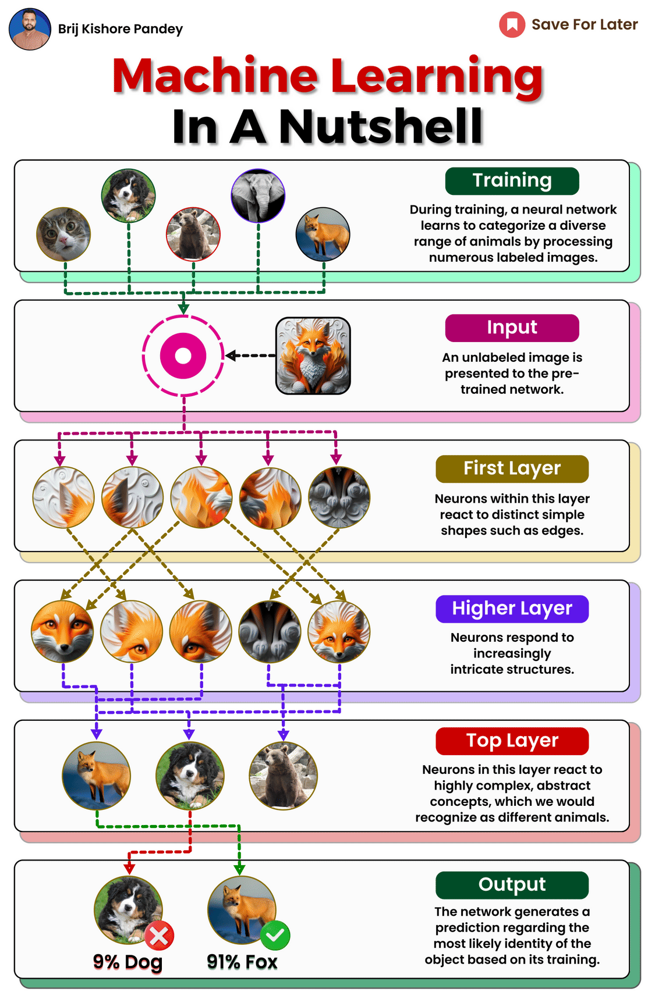 Brij Kishore Pandey
Save For Later
Machine Learning
In A Nutshell
Training
During training, a neural network
learns to categorize a diverse
range of animals by processing
numerous labeled images.
Input
An unlabeled image is
presented to the pre-
trained network.
First Layer
Neurons within this layer
react to distinct simple
shapes such as edges.
Higher Layer
Neurons respond to
increasingly
intricate structures.
Top Layer
Neurons in this layer react to
highly complex, abstract
concepts, which we would
recognize as different animals.
Output
The network generates a
prediction regarding the
most likely identity of the
object based on its training.
9% Dog
91% Fox